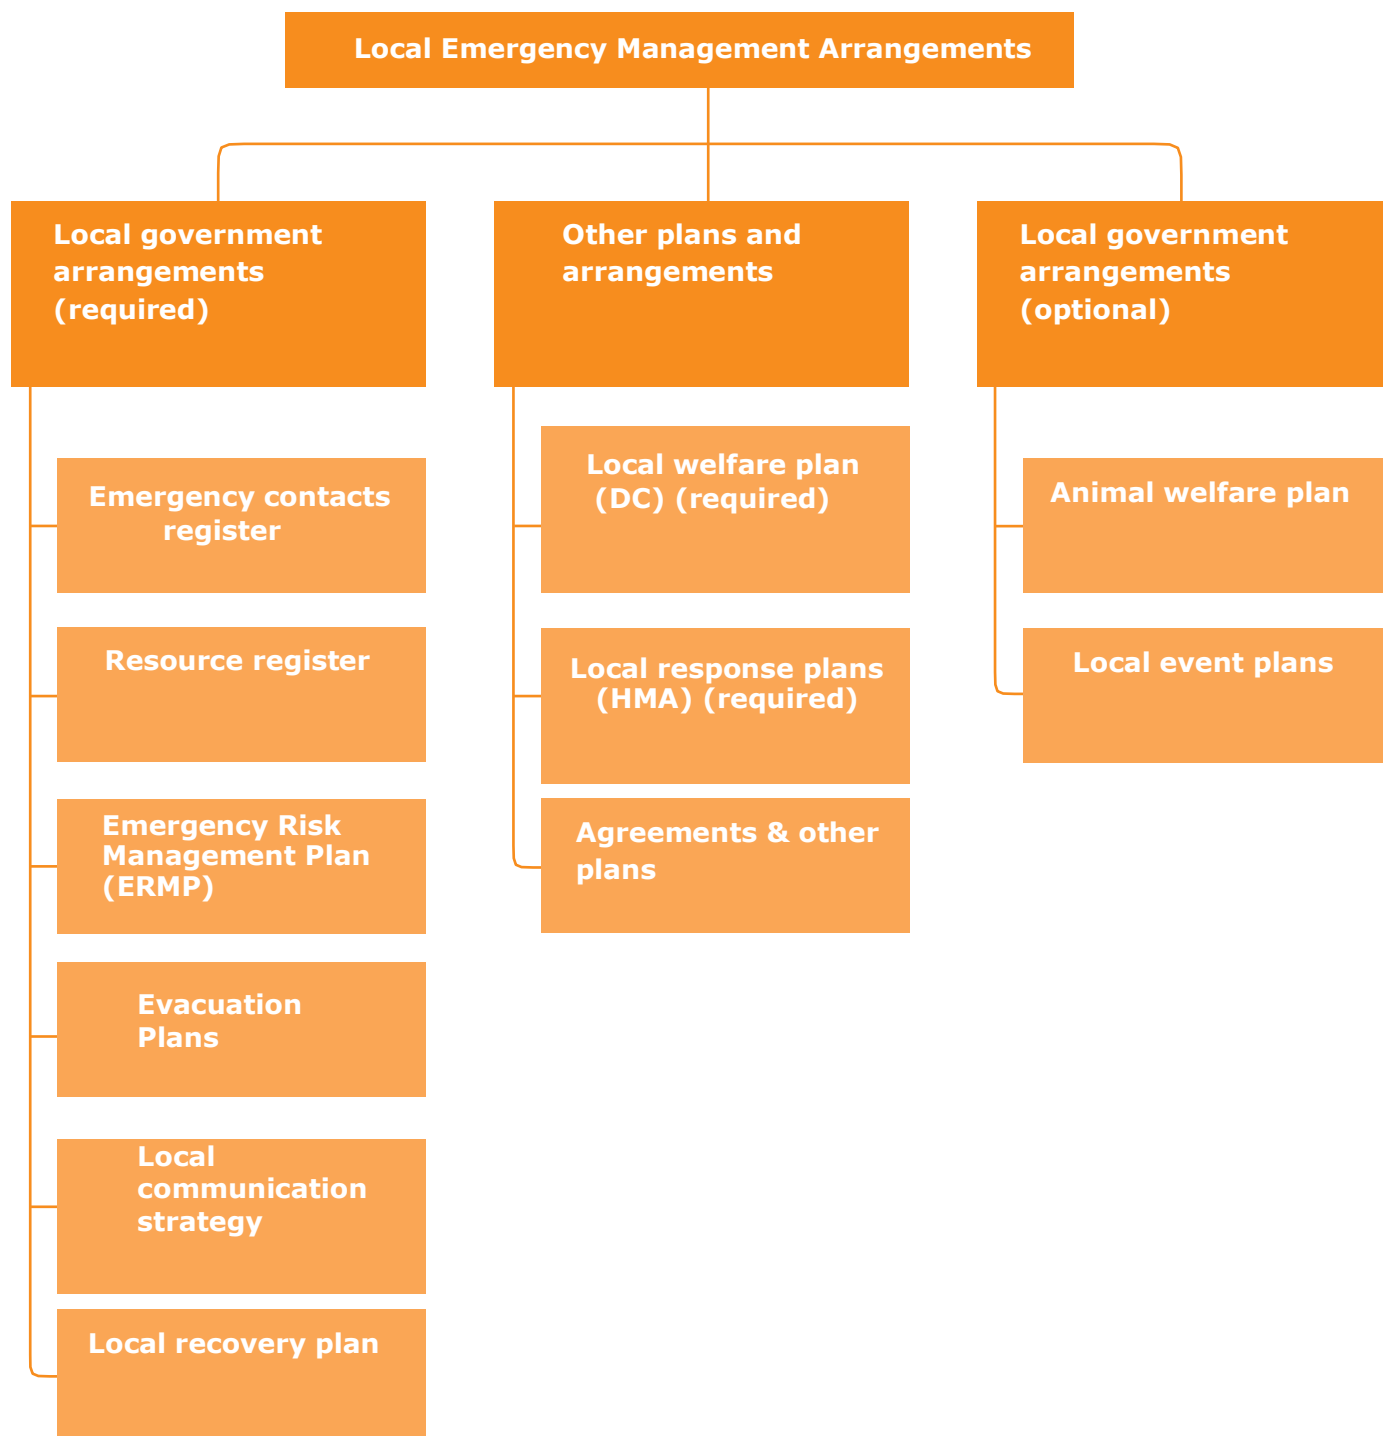 Local Emergency Management Arrangements
Local government
arrangements
(required)
Emergency contacts
register
Resource register
Emergency Risk
Management Plan
(ERMP)
Evacuation
Plans
Local
communication
strategy
Local recovery plan
Other plans and
arrangements
Local welfare plan
(DC) (required)
Local response plans
(HMA) (required)
Agreements & other
plans
Local government
arrangements
(optional)
Animal welfare plan
Local event plans